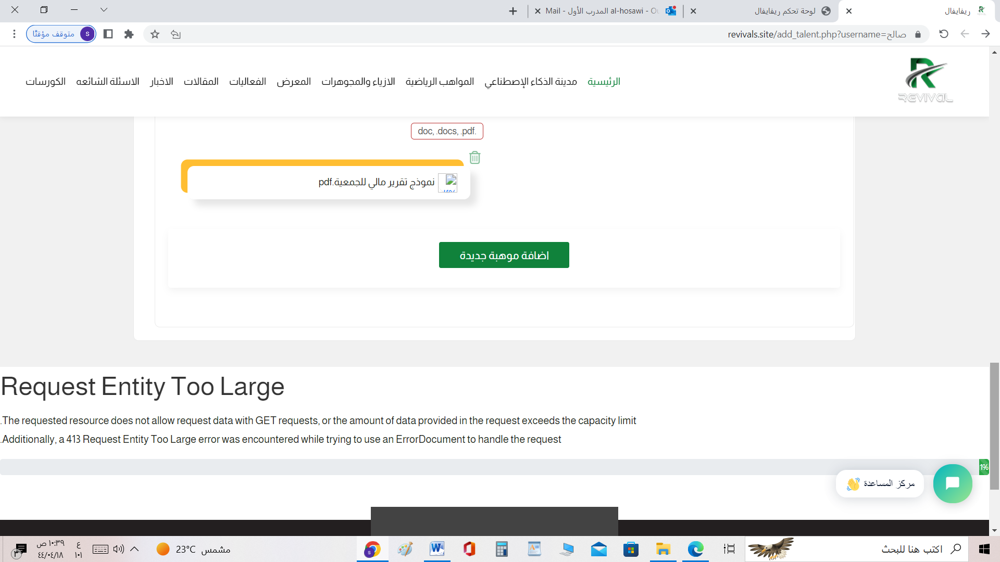 ريفايفال
لوحة تحكم ريفايفال
Mail - المدرب الأول al-hosawi - Ou
revivals.site/add_talent.php?username=صالح
متوقف مؤقتًا
s
REVIVAL
الرئيسية
مدينة الذكاء الإصطناعي
المواهب الرياضية
الازياء والمجوهرات
المعرض
الفعاليات
المقالات
الاخبار
الاسئلة الشائعه
الكورسات
doc, .docs, .pdf.
نموذج تقرير مالي للجمعية.pdf
اضافة موهبة جديدة
Request Entity Too Large
.The requested resource does not allow request data with GET requests, or the amount of data provided in the request exceeds the capacity limit
.Additionally, a 413 Request Entity Too Large error was encountered while trying to use an ErrorDocument to handle the request
1%
مركز المساعدة
اكتب هنا للبحث
23°C مشمس
ع
١٠١
١٠:٣٩ ص
٤٤/٠٤/١٨
٣